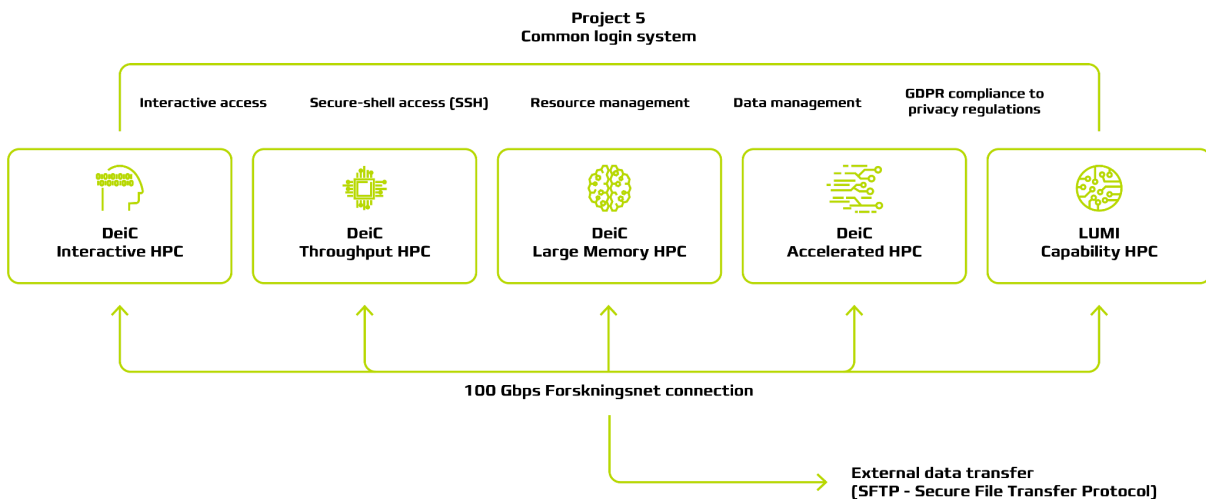 Project 5
Common login system
Interactive access
Secure-shell access (SSH)
Resource management
Data management
GDPR compliance to
privacy regulations
DeiC
Interactive HPC
DeiC
Throughput HPC
DeiC
Large Memory HPC
DeiC
Accelerated HPC
LUMI
Capability HPC
100 Gbps Forskningsnet connection
External data transfer
(SFTP - Secure File Transfer Protocol)